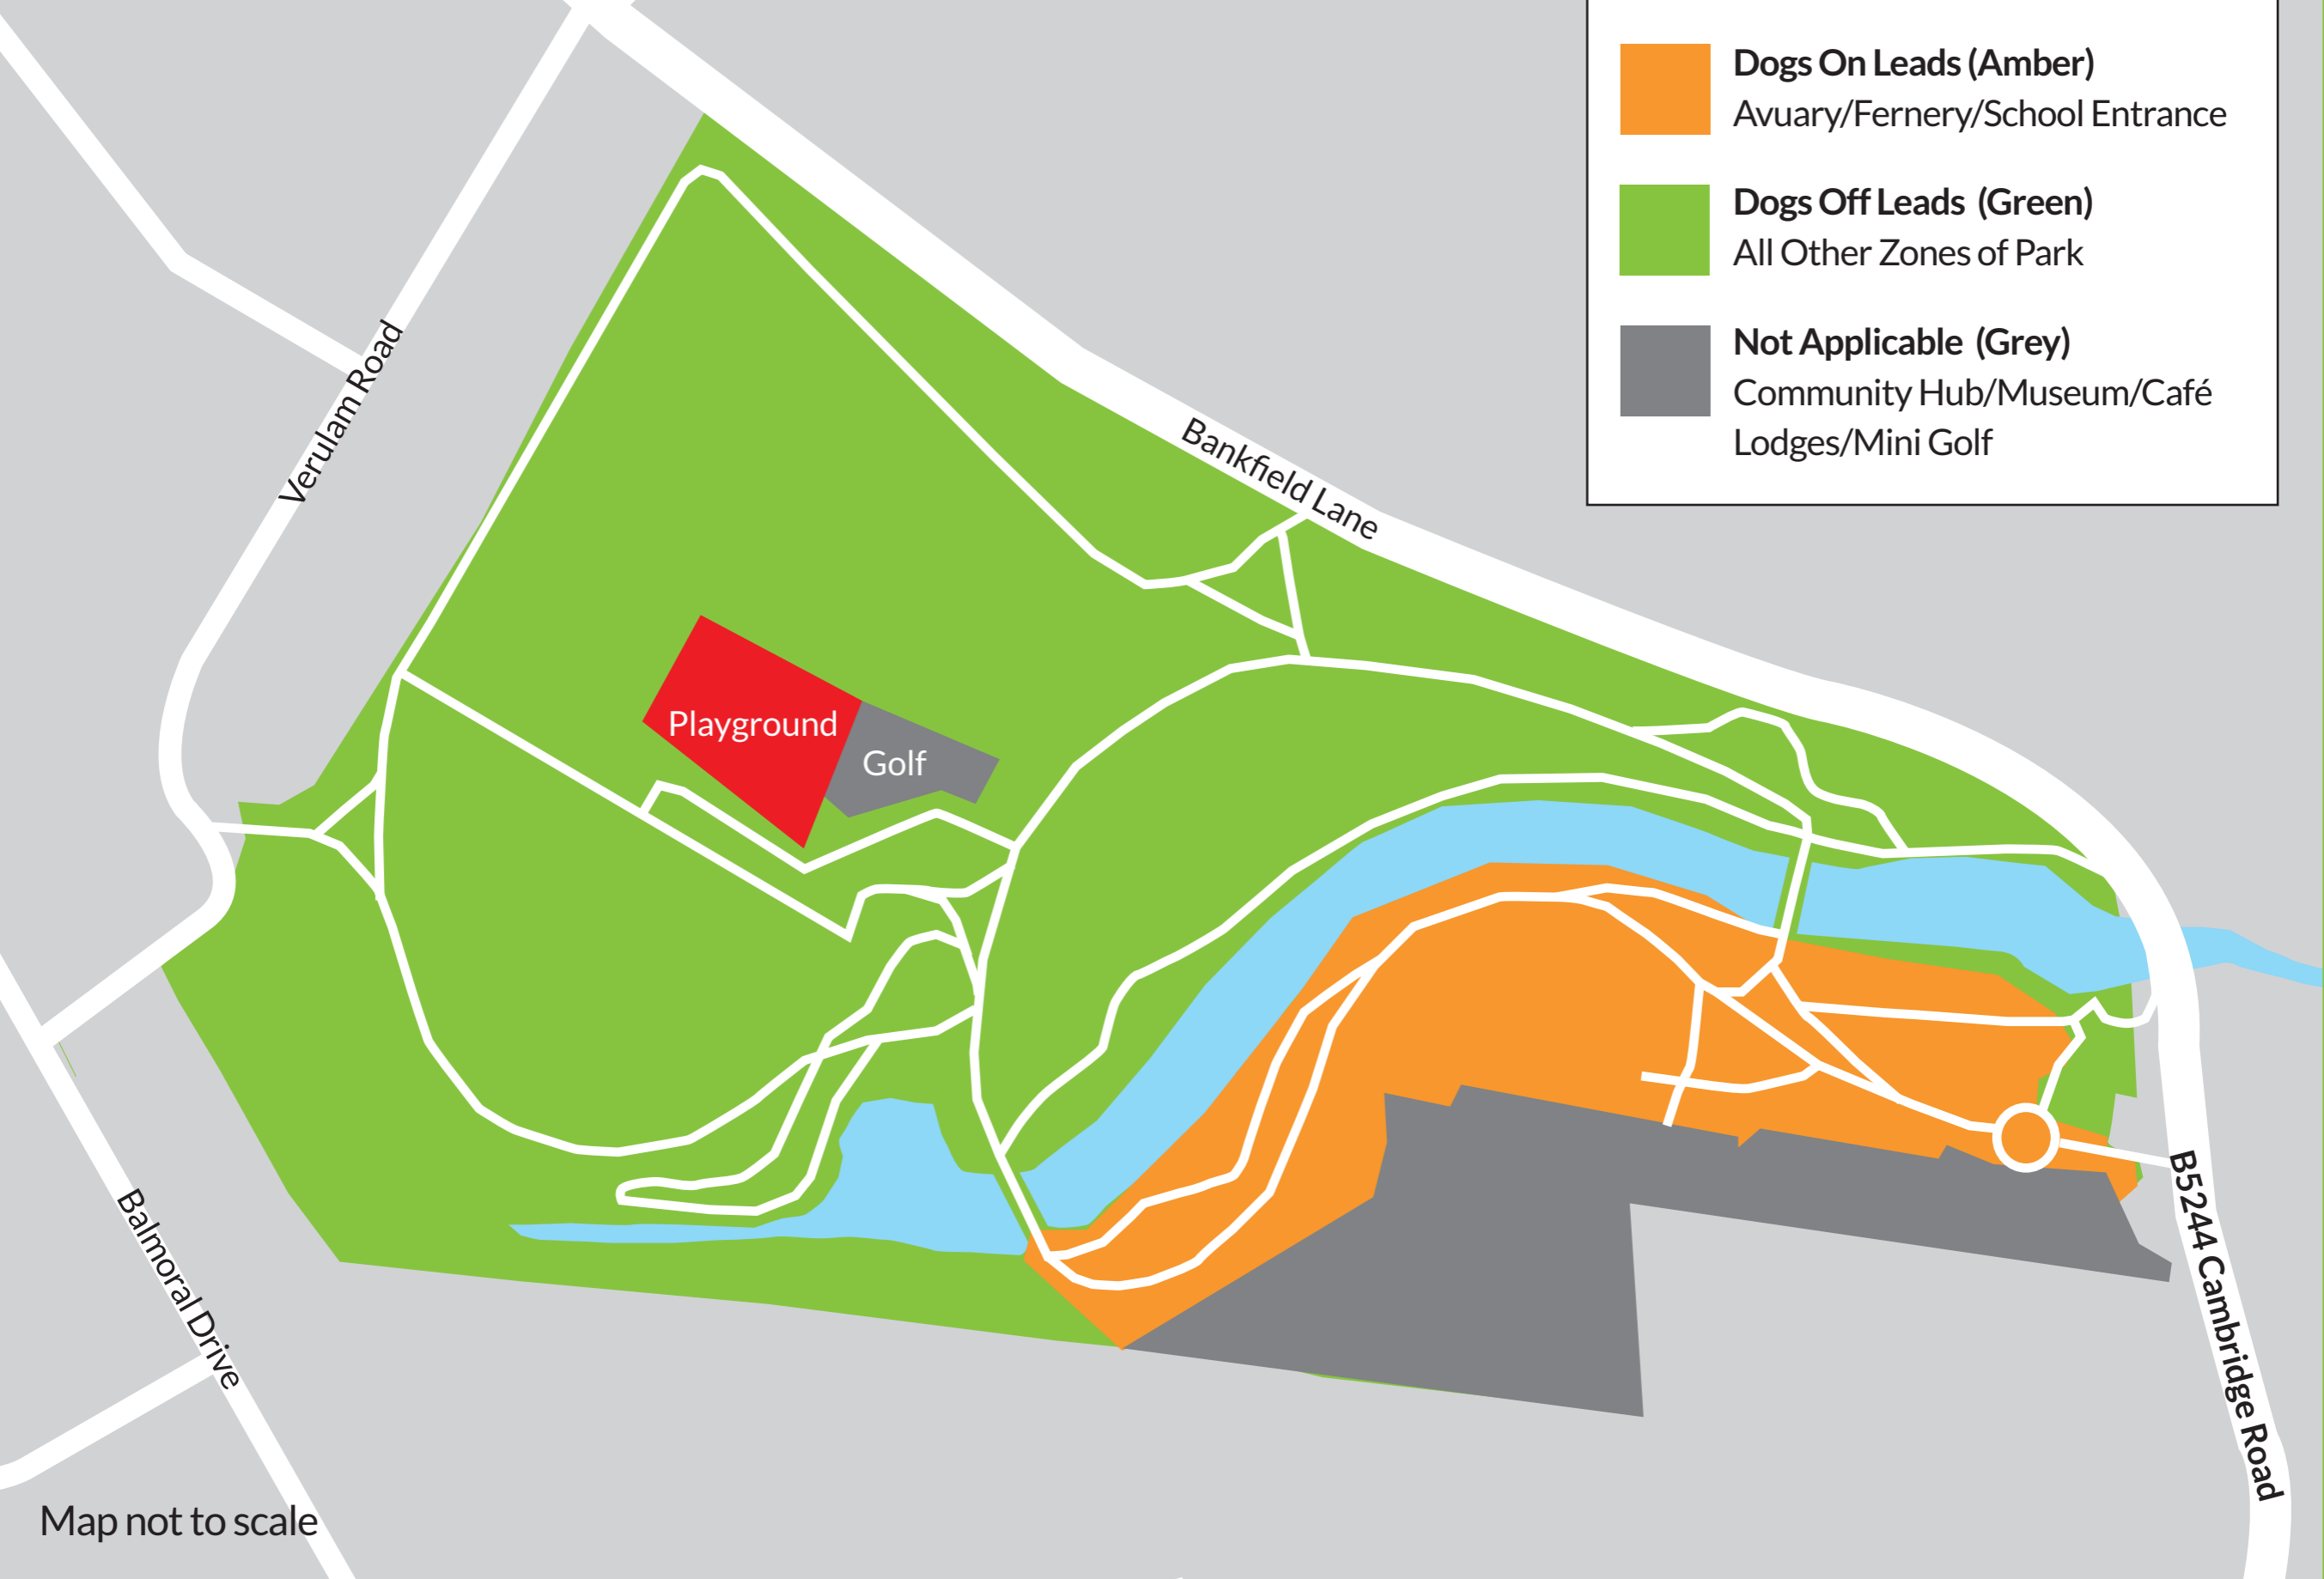 Dogs On Leads (Amber)
Avuary/Fernery/School Entrance
Dogs Off Leads (Green)
All Other Zones of Park
Not Applicable (Grey)
Community Hub/Museum/Café
Lodges/Mini Golf
Verulam Road
Bankfield Lane
Playground
Golf
Balmoral Drive
B5244 Cambridge Road
Map not to scale